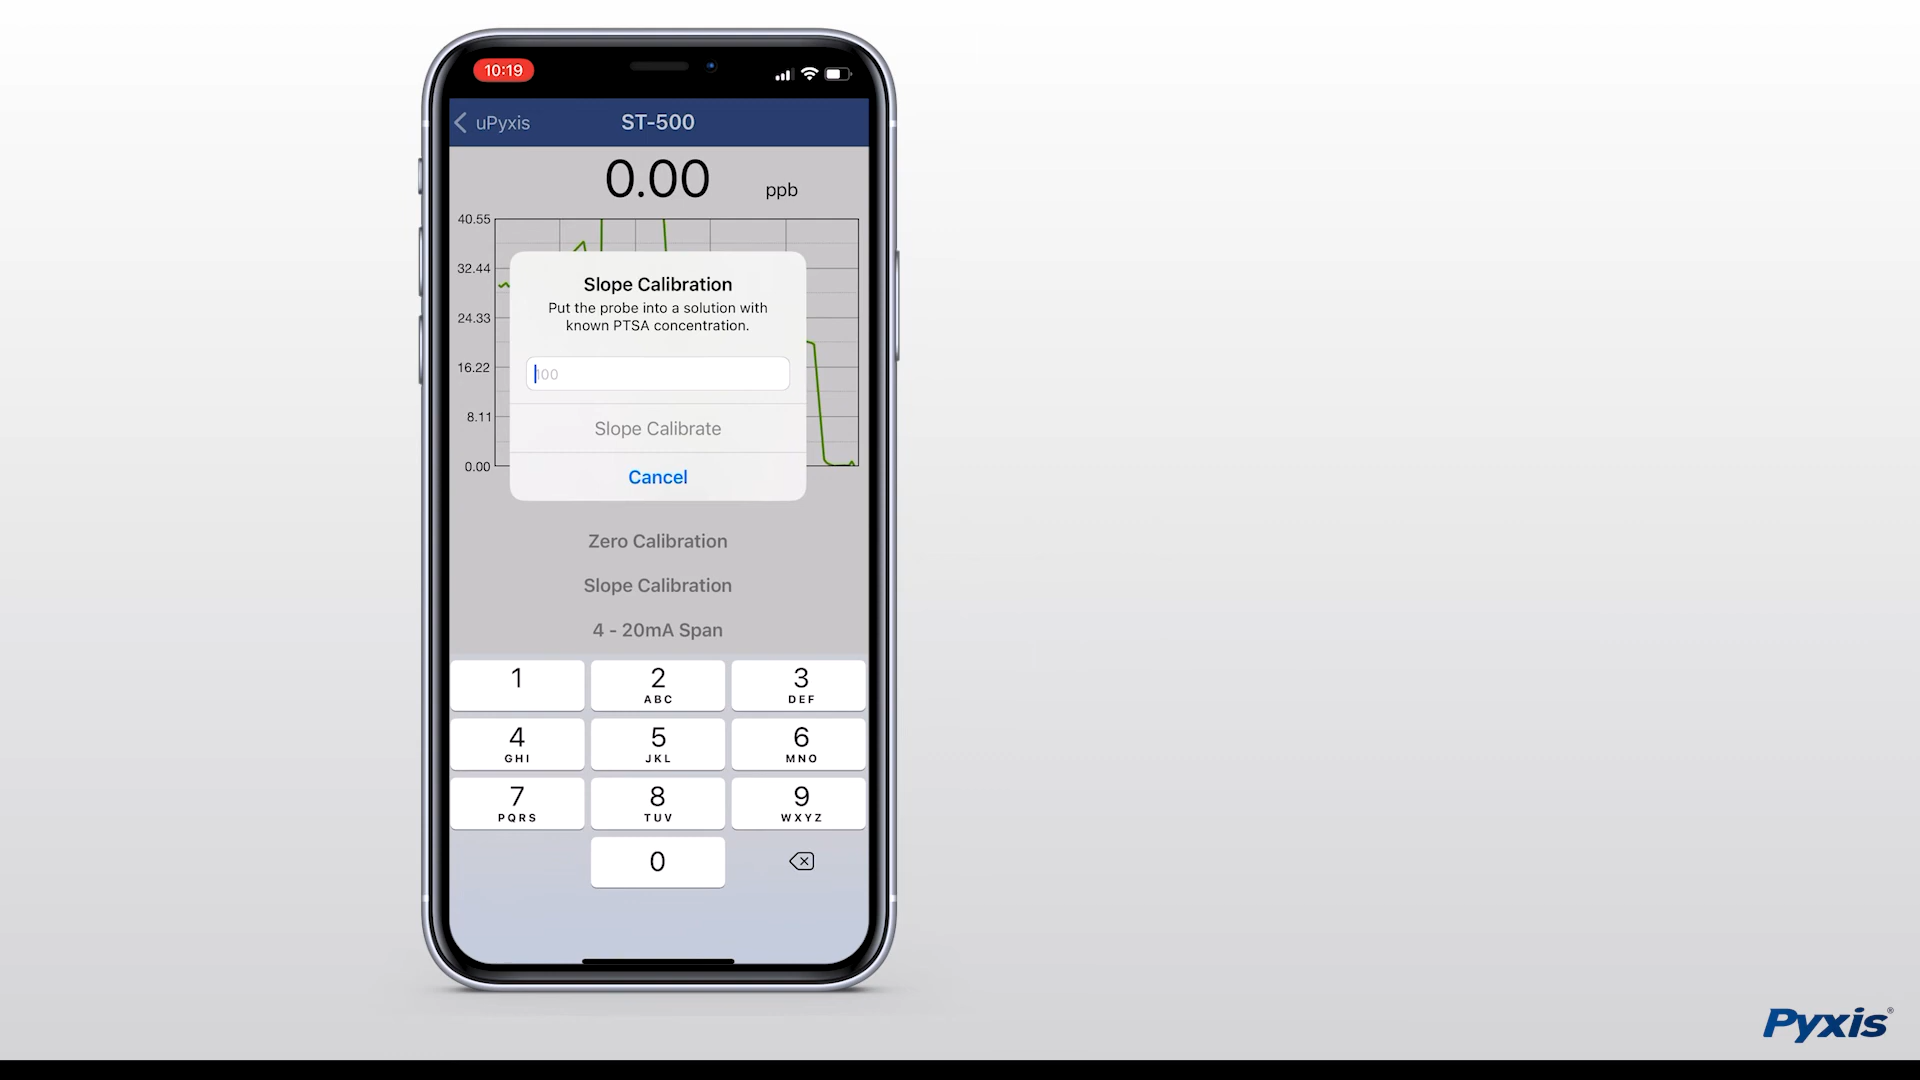 10:19
uPyxis
ST-500
0.00 ppb
40.55
32.44
24.33
16.22
8.11
0.00
Slope Calibration
Put the probe into a solution with
known PTSA concentration.
100
Slope Calibrate
Cancel
Zero Calibration
Slope Calibration
4 - 20mA Span
1
2
ABC
3
DEF
4
GHI
5
JKL
6
MNO
7
PQRS
8
TUV
9
WXYZ
0
Pyxis®